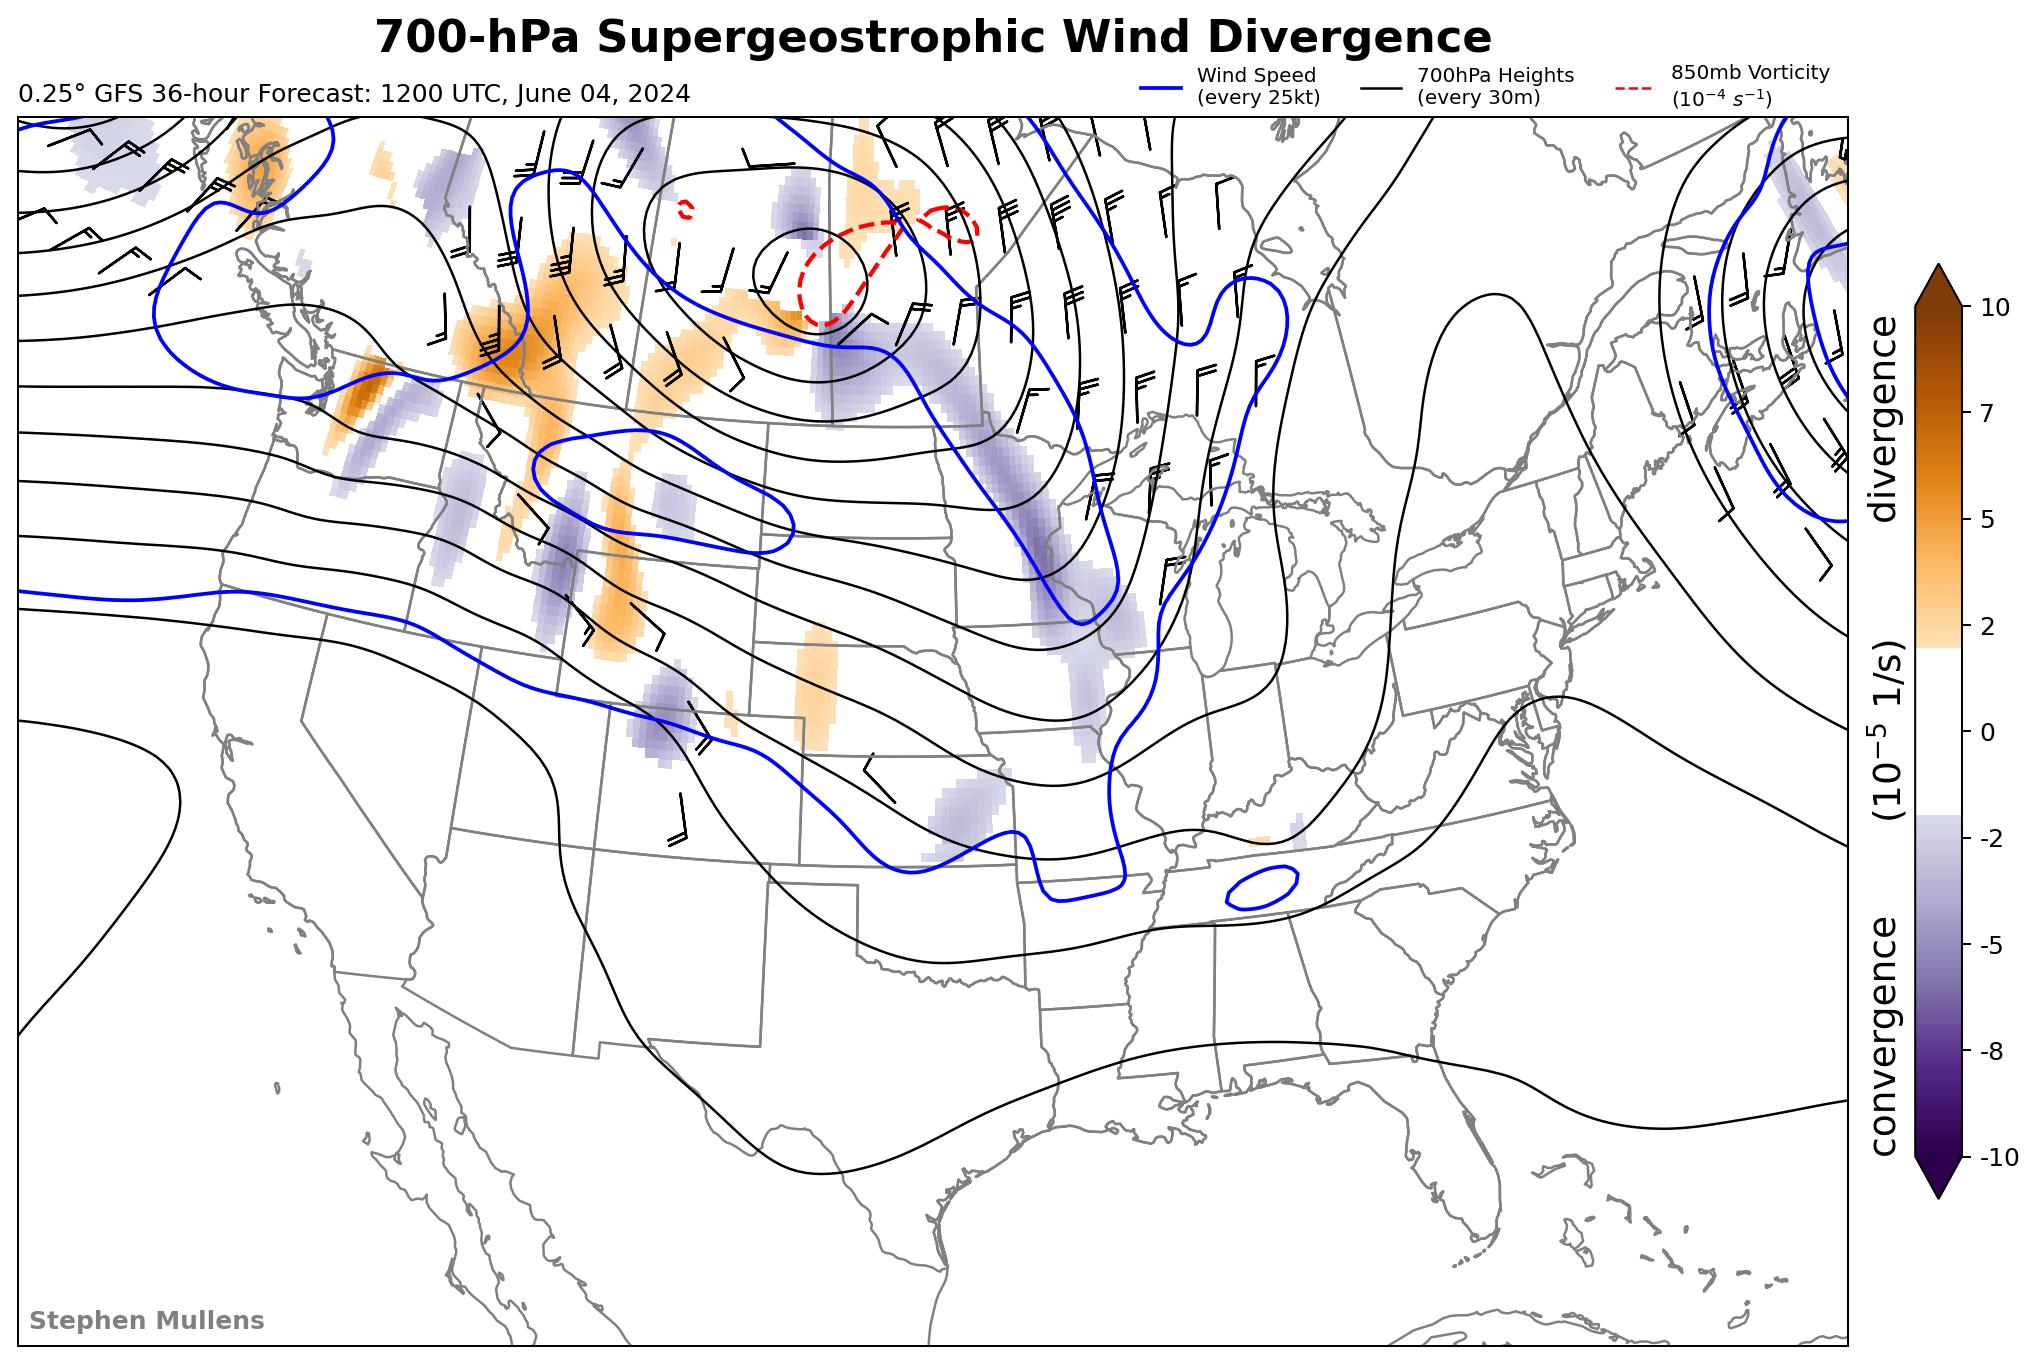 700-hPa Supergeostrophic Wind Divergence
0.25° GFS 36-hour Forecast: 1200 UTC, June 04, 2024
Wind Speed
(every 25kt)
700hPa Heights
(every 30m)
850mb Vorticity
(10⁻⁴ s⁻¹)
10
7
5
2
0
-2
-5
-8
-10
convergence (10⁻⁵ 1/s) divergence
Stephen Mullens